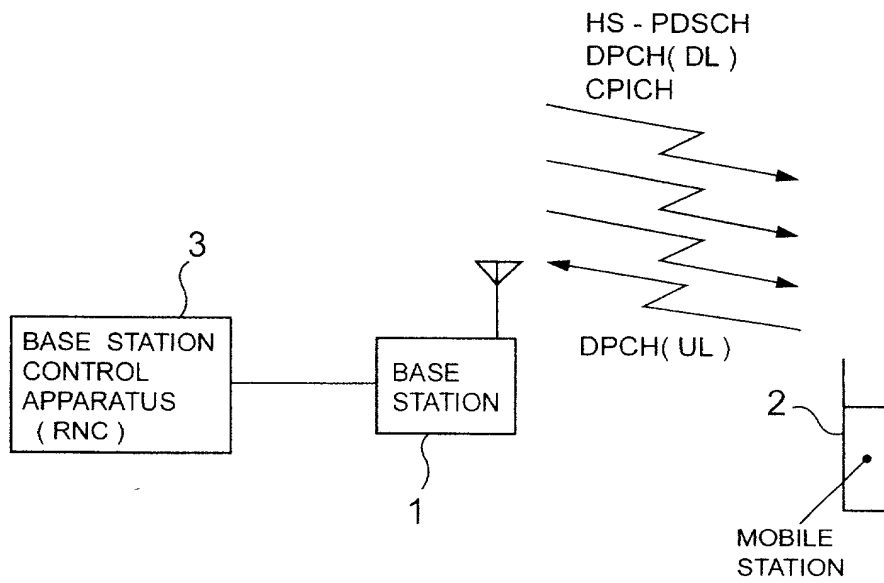 HS - PDSCH
DPCH( DL )
CPICH
3
BASE STATION
CONTROL
APPARATUS
( RNC )
BASE
STATION
1
DPCH( UL )
2
MOBILE
STATION